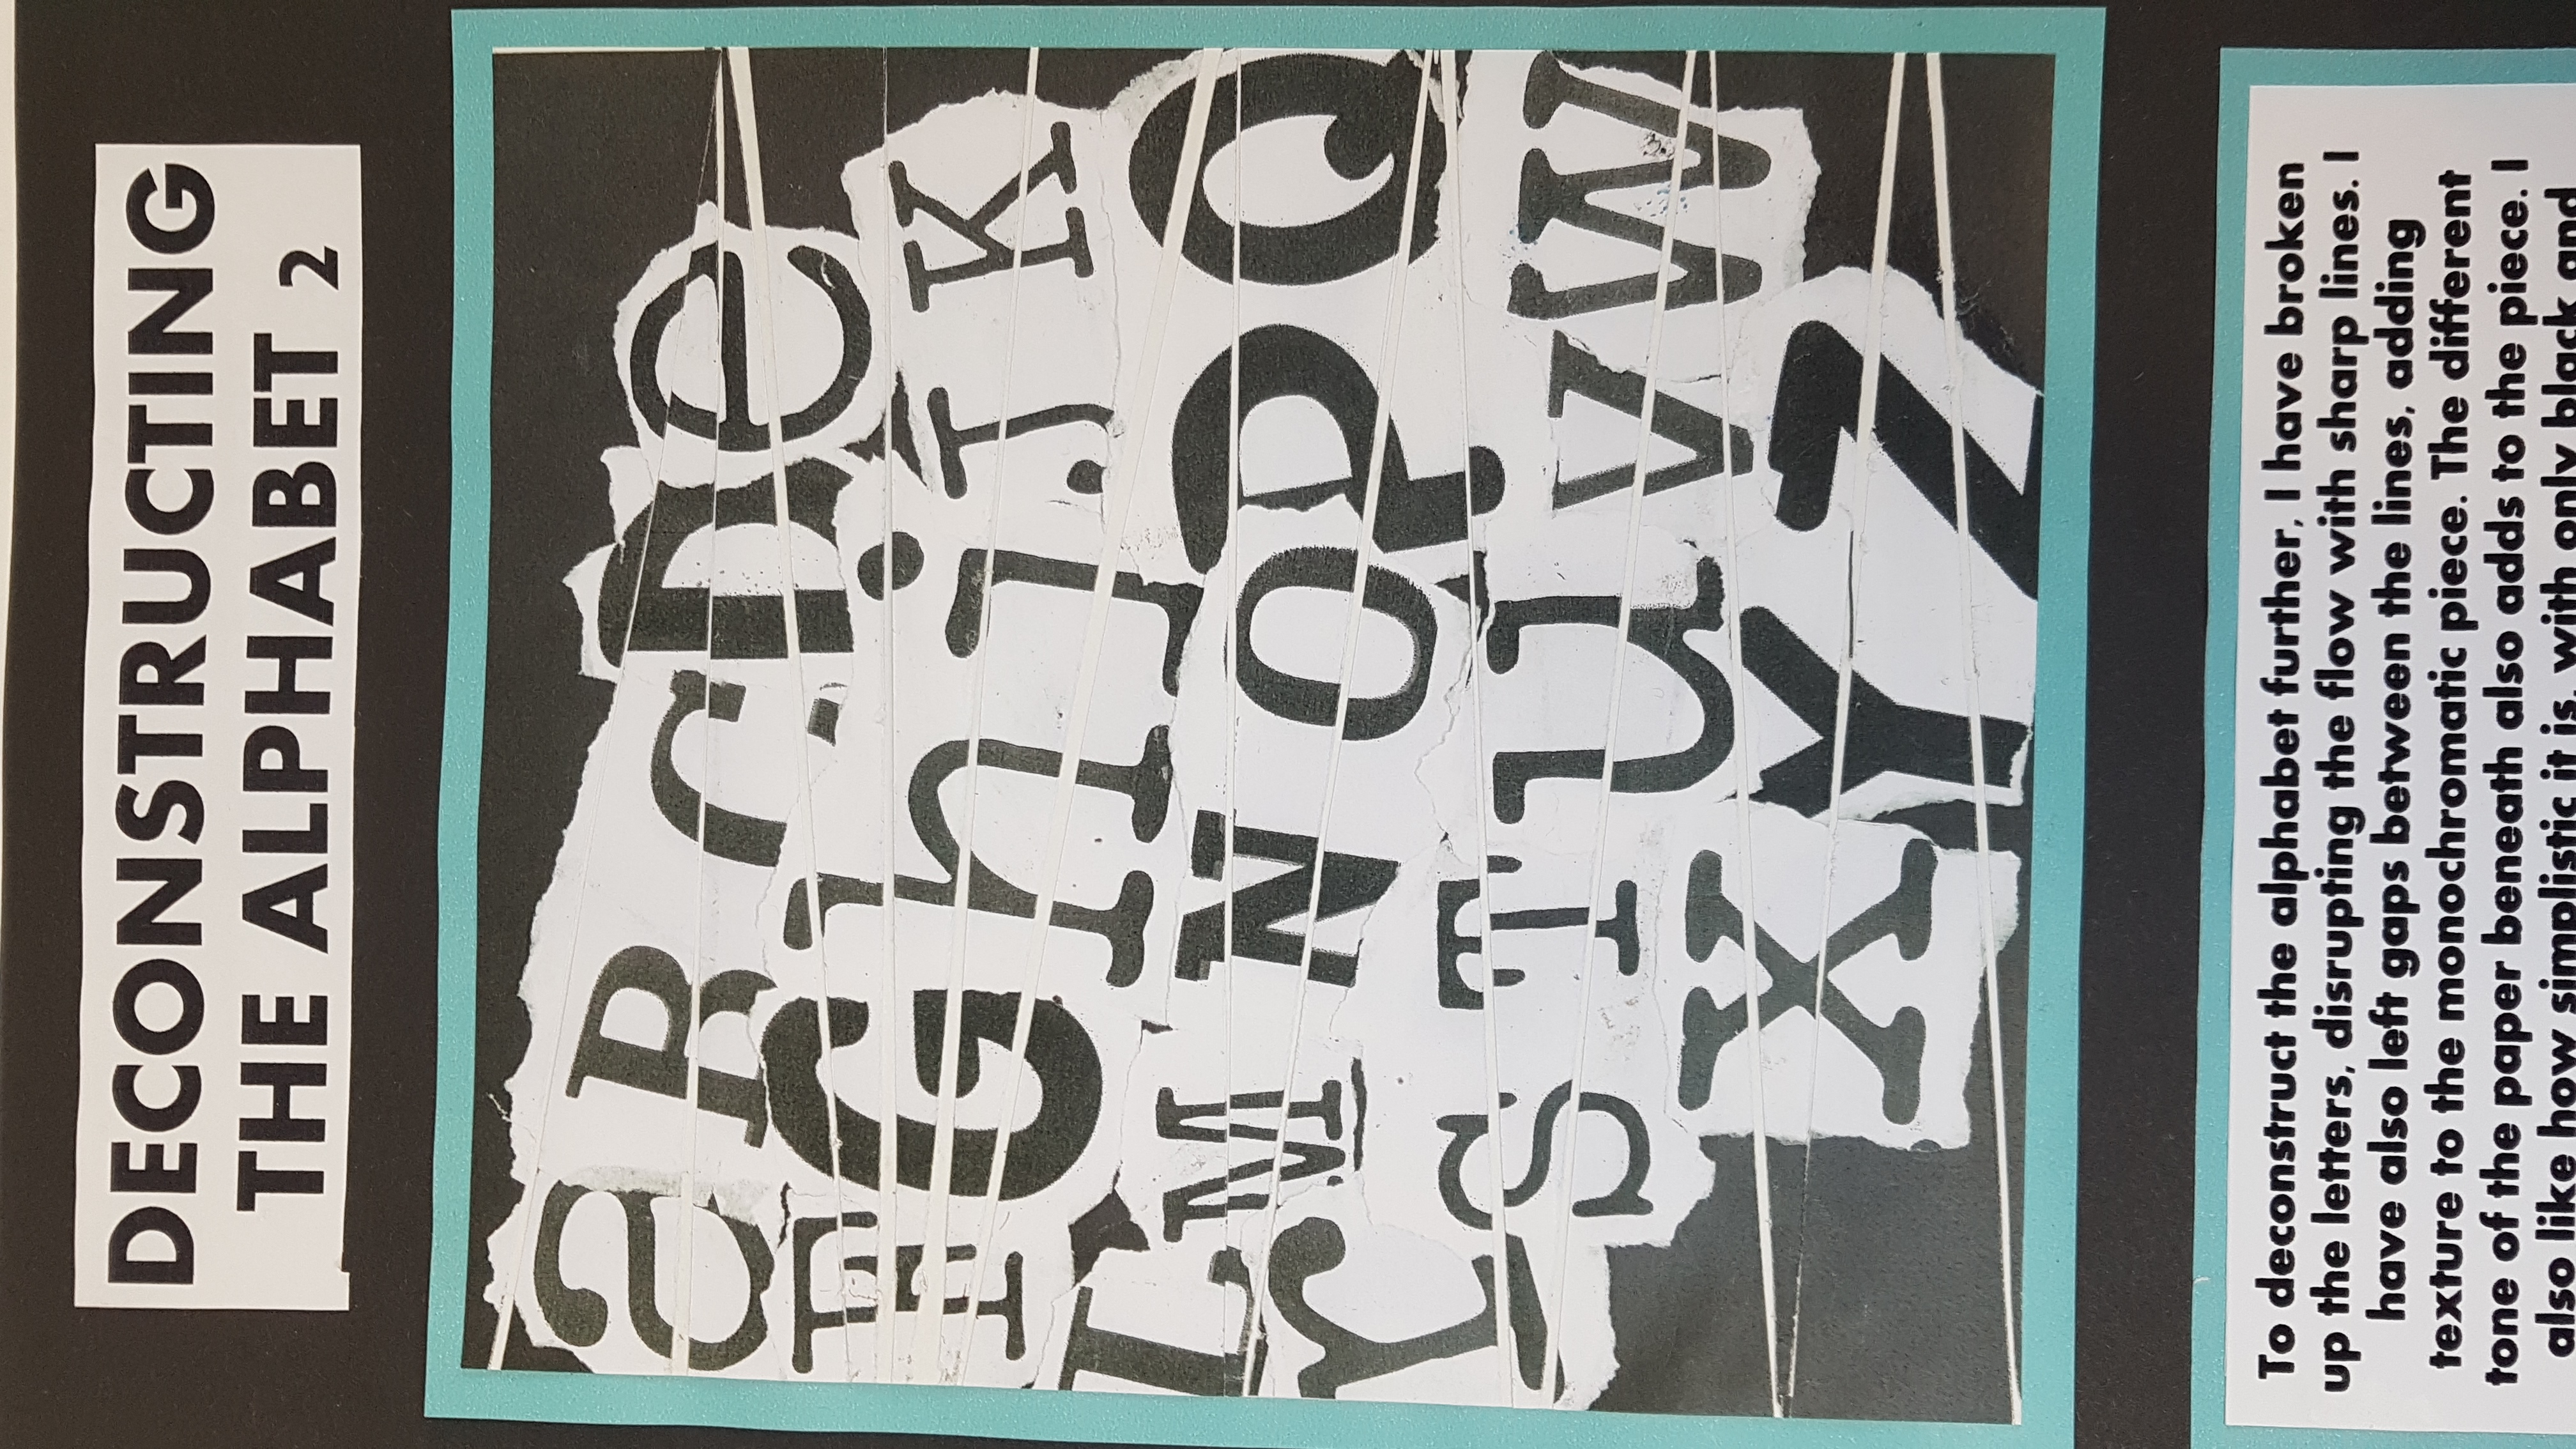 DECONSTRUCTING
THE ALPHABET 2
a B C D e
F G h i J K
L M N O P Q
r S T u V W
X Y Z
To deconstruct the alphabet further, I have broken
up the letters, disrupting the flow with sharp lines. I
have also left gaps between the lines, adding
texture to the monochromatic piece. The different
tone of the paper beneath also adds to the piece. I
also like how simplistic it is, with only black and